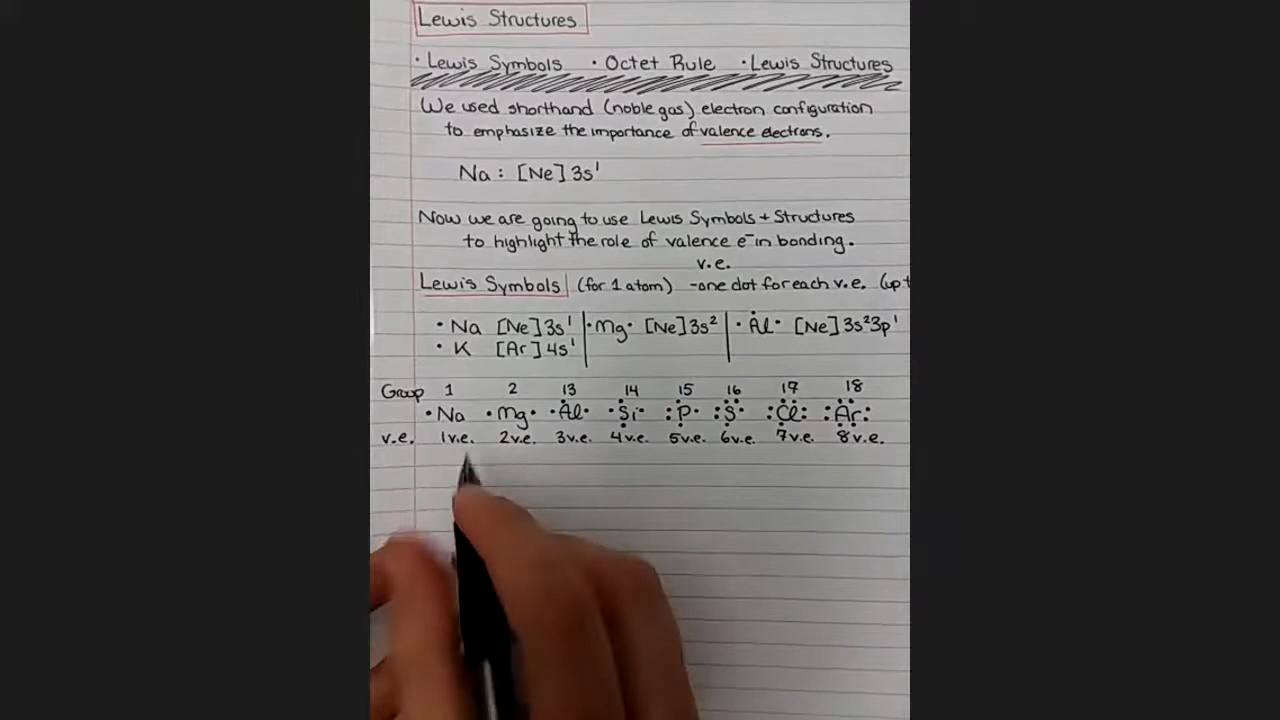 Lewis Structures
· Lewis Symbols · Octet Rule · Lewis Structures
We used shorthand (noble gas) electron configuration
to emphasize the importance of valence electrons.
Na : [Ne] 3s¹
Now we are going to use Lewis Symbols + Structures
to highlight the role of valence e⁻ in bonding.
v.e.
Lewis Symbols (for 1 atom) - one dot for each v.e. (up t
· Na [Ne] 3s¹ | · Mg · [Ne] 3s² | · Al · [Ne] 3s² 3p¹
· K [Ar] 4s¹
Group 1 2 13 14 15 16 17 18
· Na · Mg · · Al · · Si · : P · : S · : Cl : : Ar :
v.e. 1 v.e. 2 v.e. 3 v.e. 4 v.e. 5 v.e. 6 v.e. 7 v.e. 8 v.e.